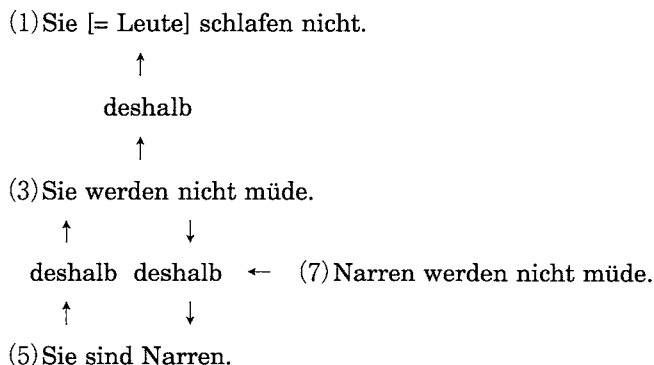 (1)Sie [= Leute] schlafen nicht.
↑
deshalb
↑
(3)Sie werden nicht müde.
↑ ↓
deshalb deshalb ← (7)Narren werden nicht müde.
↑ ↓
(5)Sie sind Narren.